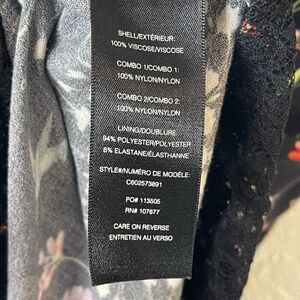 SHELL/EXTÉRIEUR:
100% VISCOSE/VISCOSE
COMBO 1/COMBO 1:
100% NYLON/NYLON
COMBO 2/COMBO 2:
100% NYLON/NYLON
LINING/DOUBLURE
94% POLYESTER/POLYESTER
6% ELASTANE/ÉLASTHANNE
STYLE#/NUMÉRO DE MODÈLE:
C602573891
PO# 113505
RN# 107677
CARE ON REVERSE
ENTRETIEN AU VERSO